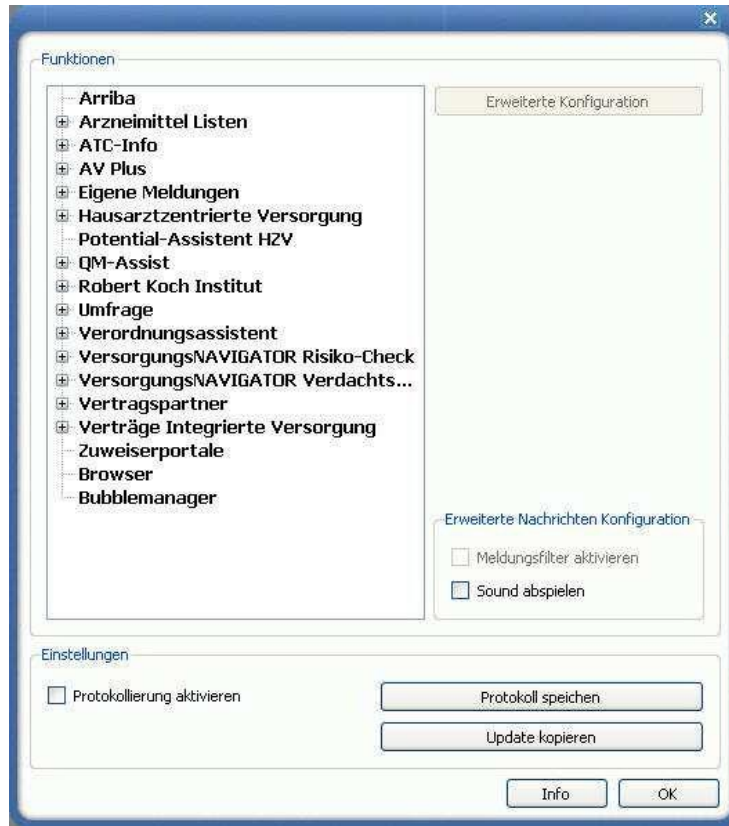 Funktionen
Arriba
Arzneimittel Listen
ATC-Info
AV Plus
Eigene Meldungen
Hausarztzentrierte Versorgung
Potential-Assistent HZV
QM-Assist
Robert Koch Institut
Umfrage
Verordnungsassistent
VersorgungsNAVIGATOR Risiko-Check
VersorgungsNAVIGATOR Verdachts...
Vertragspartner
Verträge Integrierte Versorgung
Zuweiserportale
Browser
Bubblemanager
Erweiterte Konfiguration
Erweiterte Nachrichten Konfiguration
Meldungsfilter aktivieren
Sound abspielen
Einstellungen
Protokollierung aktivieren
Protokoll speichen
Update kopieren
Info
OK